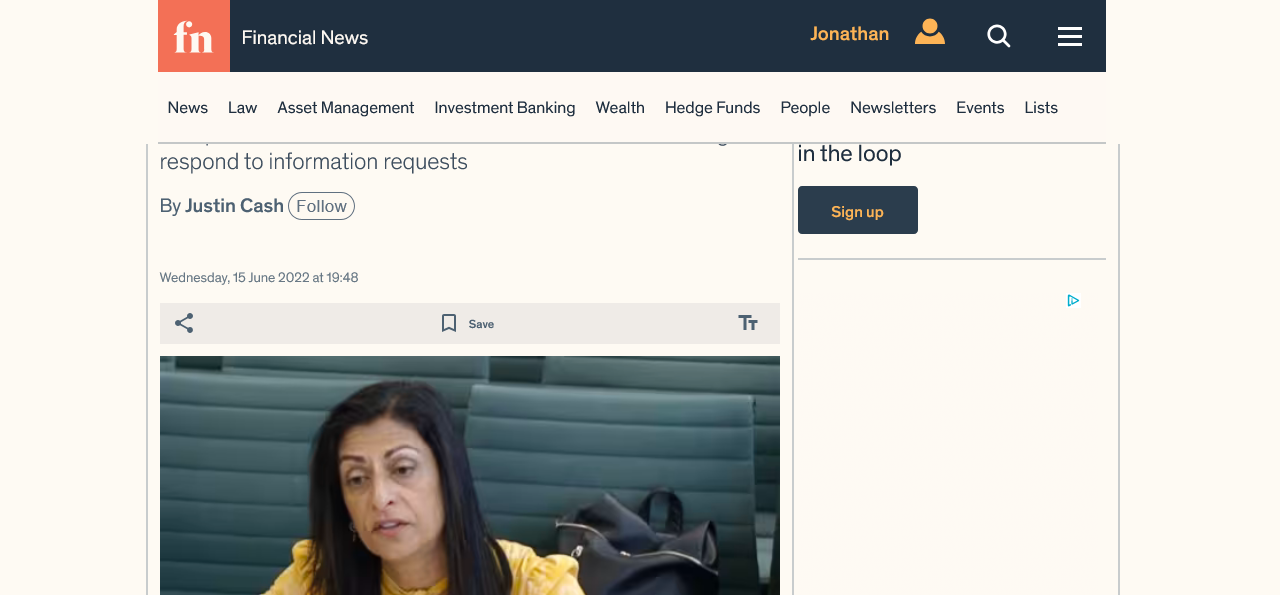 fn
Financial News
Jonathan
News Law Asset Management Investment Banking Wealth Hedge Funds People Newsletters Events Lists
respond to information requests
By Justin Cash Follow
Wednesday, 15 June 2022 at 19:48
Save
Tт
in the loop
Sign up